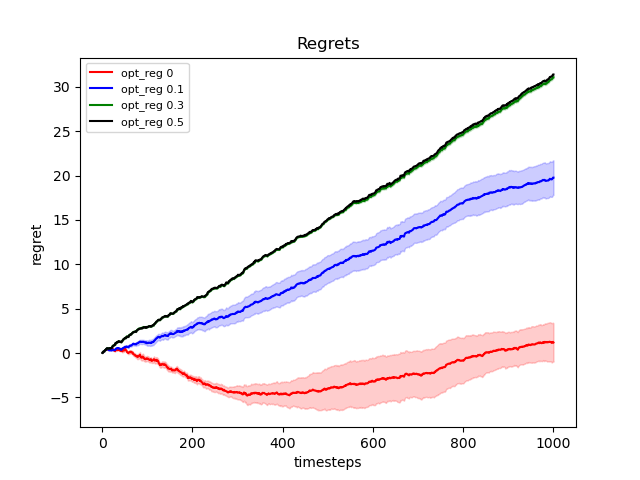 Regrets
opt_reg 0
opt_reg 0.1
opt_reg 0.3
opt_reg 0.5
regret
30
25
20
15
10
5
0
−5
0 200 400 600 800 1000
timesteps